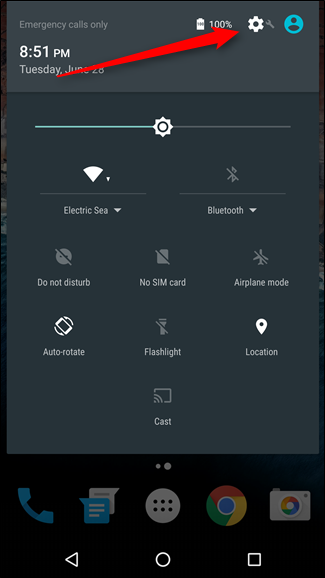 Emergency calls only 100%
8:51 PM
Tuesday, June 28
Electric Sea Bluetooth
Do not disturb No SIM card Airplane mode
Auto-rotate Flashlight Location
Cast